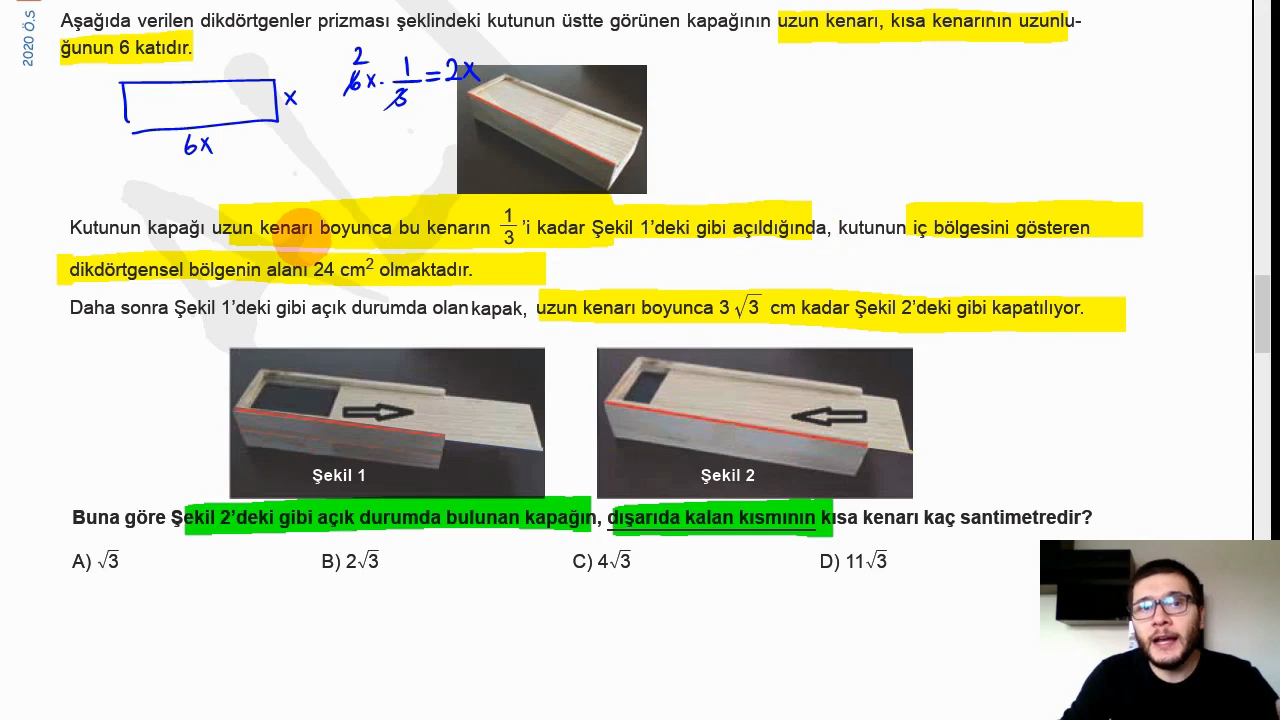 2020 Ö.S
Aşağıda verilen dikdörtgenler prizması şeklindeki kutunun üstte görünen kapağının uzun kenarı, kısa kenarının uzunlu-
ğunun 6 katıdır.
2
6x · 1/3 = 2x
x
6x
Kutunun kapağı uzun kenarı boyunca bu kenarın 1/3 'i kadar Şekil 1'deki gibi açıldığında, kutunun iç bölgesini gösteren
dikdörtgensel bölgenin alanı 24 cm² olmaktadır.
Daha sonra Şekil 1'deki gibi açık durumda olan kapak, uzun kenarı boyunca 3√3 cm kadar Şekil 2'deki gibi kapatılıyor.
Şekil 1
Şekil 2
Buna göre Şekil 2'deki gibi açık durumda bulunan kapağın, dışarıda kalan kısmının kısa kenarı kaç santimetredir?
A) √3 B) 2√3 C) 4√3 D) 11√3